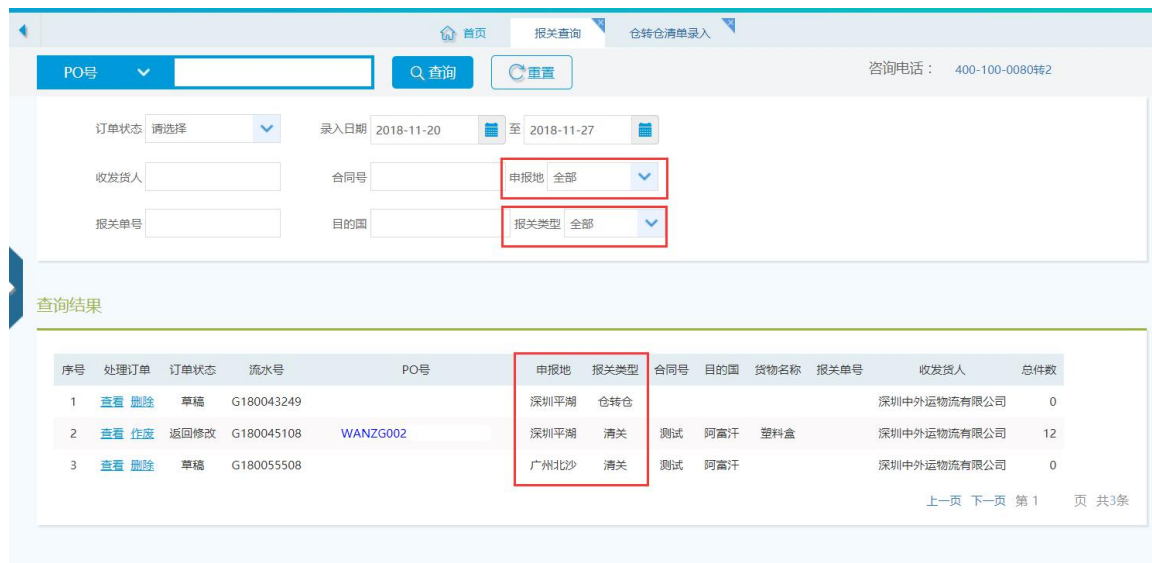 首页 报关查询 仓转仓清单录入
PO号 查询 重置 咨询电话： 400-100-0080转2
订单状态 请选择 录入日期 2018-11-20 至 2018-11-27
收发货人 合同号 申报地 全部
报关单号 目的国 报关类型 全部
查询结果
序号 处理订单 订单状态 流水号 PO号 申报地 报关类型 合同号 目的国 货物名称 报关单号 收发货人 总件数
1 查看 删除 草稿 G180043249 深圳平湖 仓转仓 深圳中外运物流有限公司 0
2 查看 作废 返回修改 G180045108 WANZG002 深圳平湖 清关 测试 阿富汗 塑料盒 深圳中外运物流有限公司 12
3 查看 删除 草稿 G180055508 广州北沙 清关 测试 阿富汗 深圳中外运物流有限公司 0
上一页 下一页 第 1 页 共3条